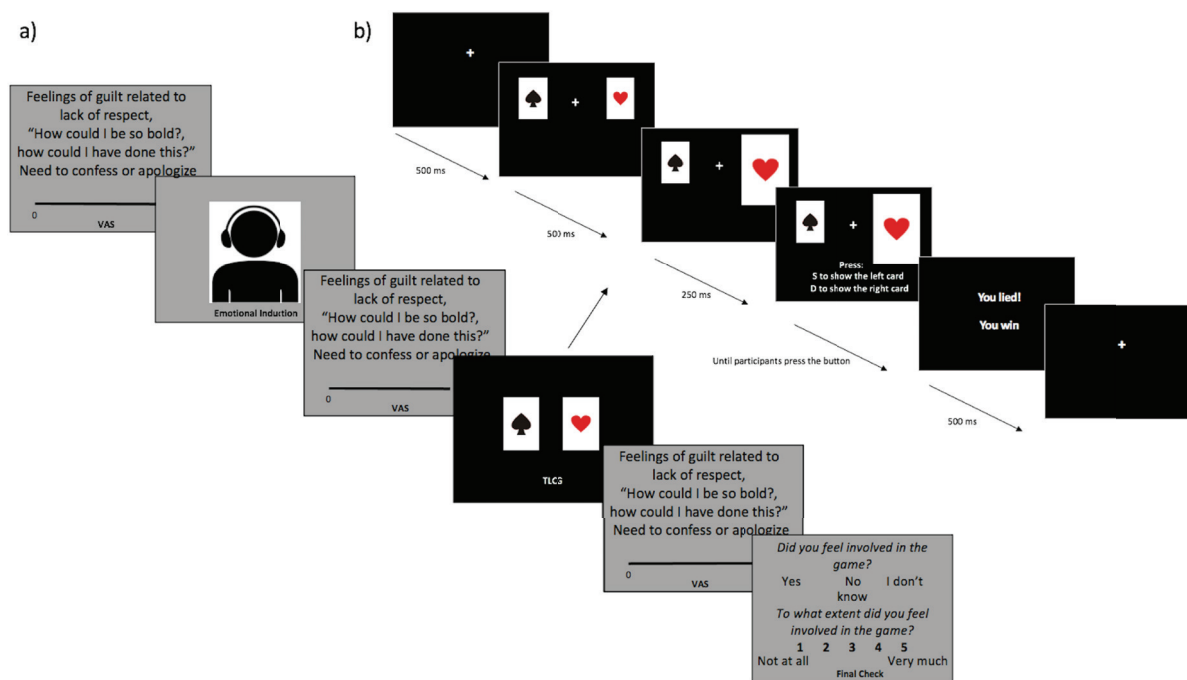 a)
Feelings of guilt related to
lack of respect,
“How could I be so bold?,
how could I have done this?”
Need to confess or apologize
0
VAS
Emotional Induction
Feelings of guilt related to
lack of respect,
“How could I be so bold?,
how could I have done this?”
Need to confess or apologize
0
VAS
TLCG
Feelings of guilt related to
lack of respect,
“How could I be so bold?,
how could I have done this?”
Need to confess or apologize
0
VAS
Did you feel involved in the
game?
Yes No I don’t
know
To what extent did you feel
involved in the game?
1 2 3 4 5
Not at all Very much
Final Check
b)
+
500 ms
+
500 ms
+
250 ms
+
Press:
S to show the left card
D to show the right card
Until participants press the button
You lied!
You win
500 ms
+